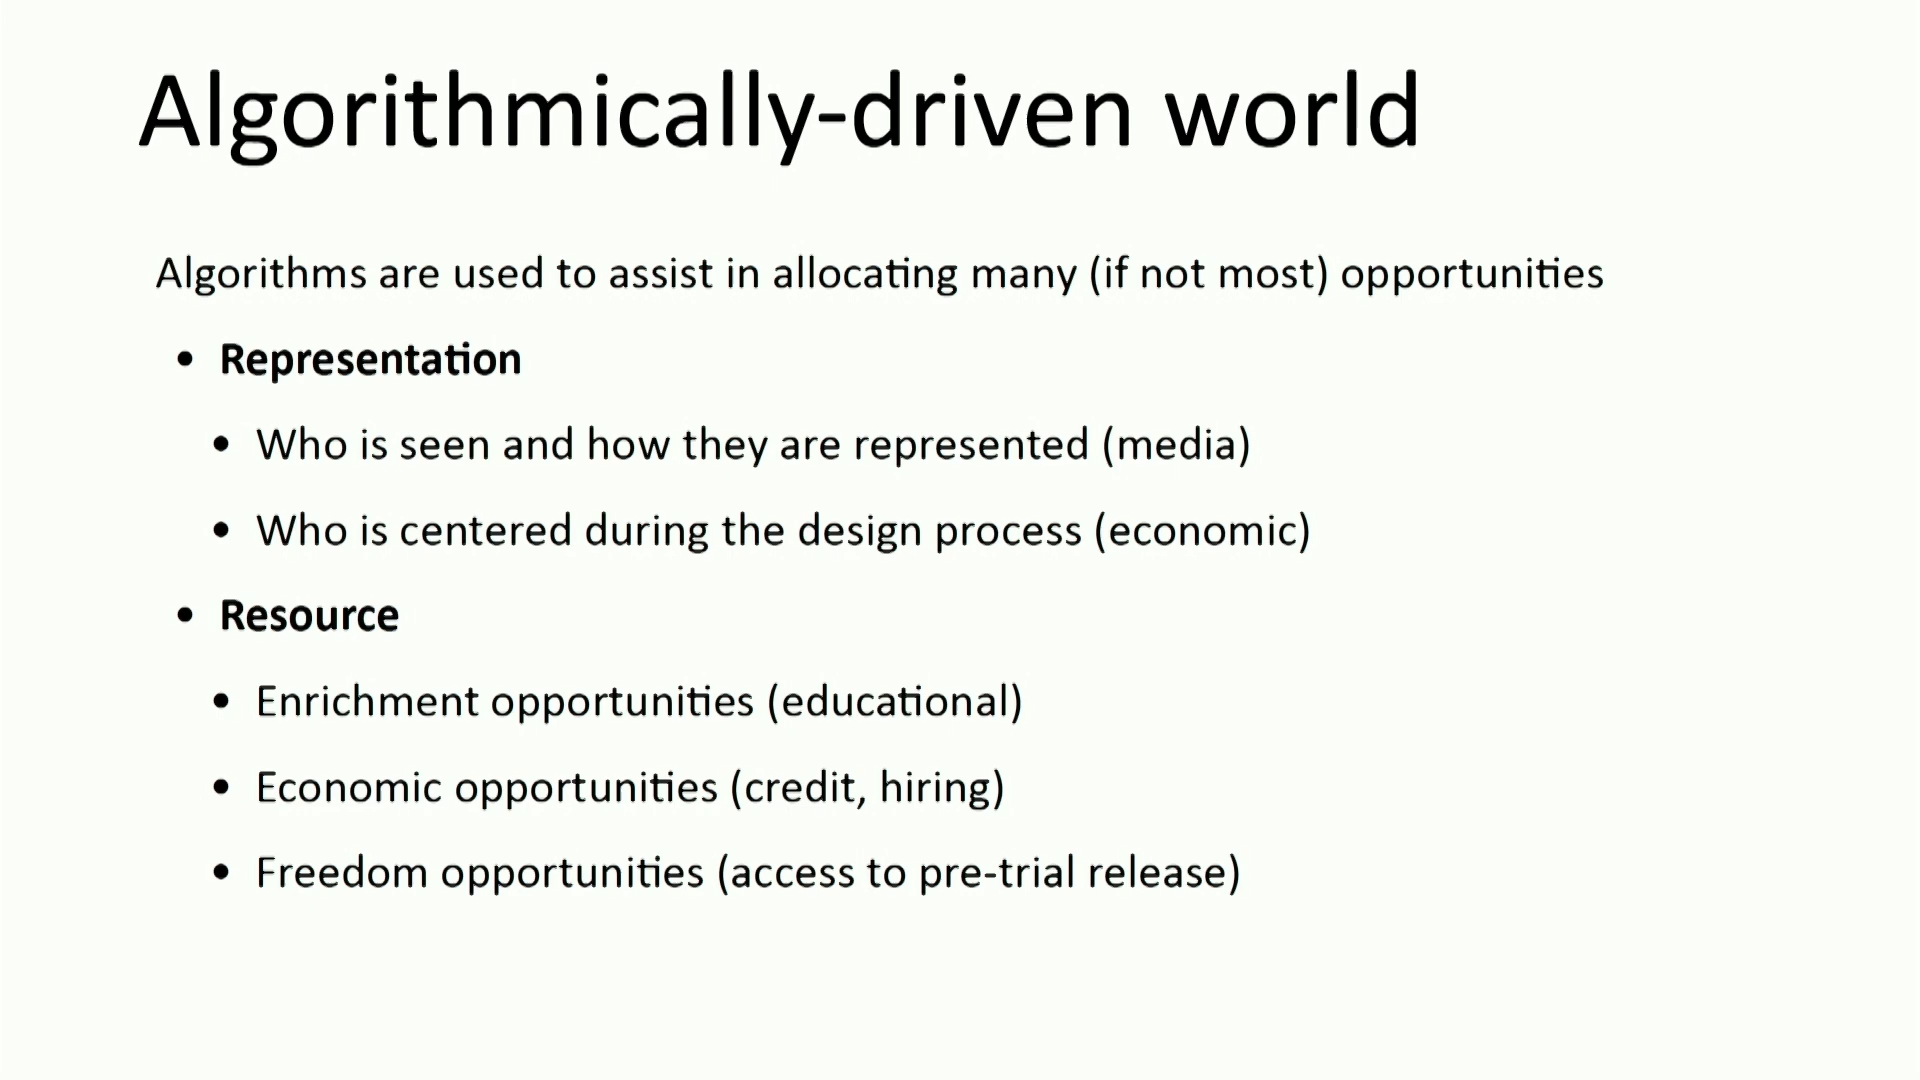 Algorithmically-driven world
Algorithms are used to assist in allocating many (if not most) opportunities
• Representation
• Who is seen and how they are represented (media)
• Who is centered during the design process (economic)
• Resource
• Enrichment opportunities (educational)
• Economic opportunities (credit, hiring)
• Freedom opportunities (access to pre-trial release)